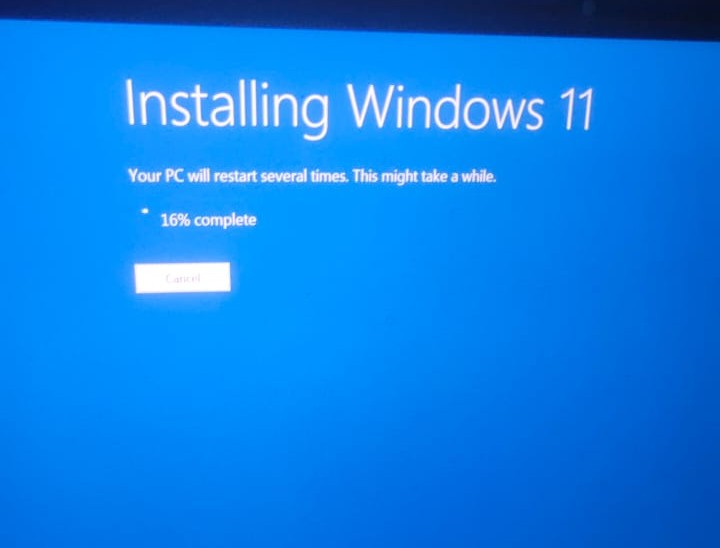 Installing Windows 11
Your PC will restart several times. This might take a while.
16% complete
Cancel